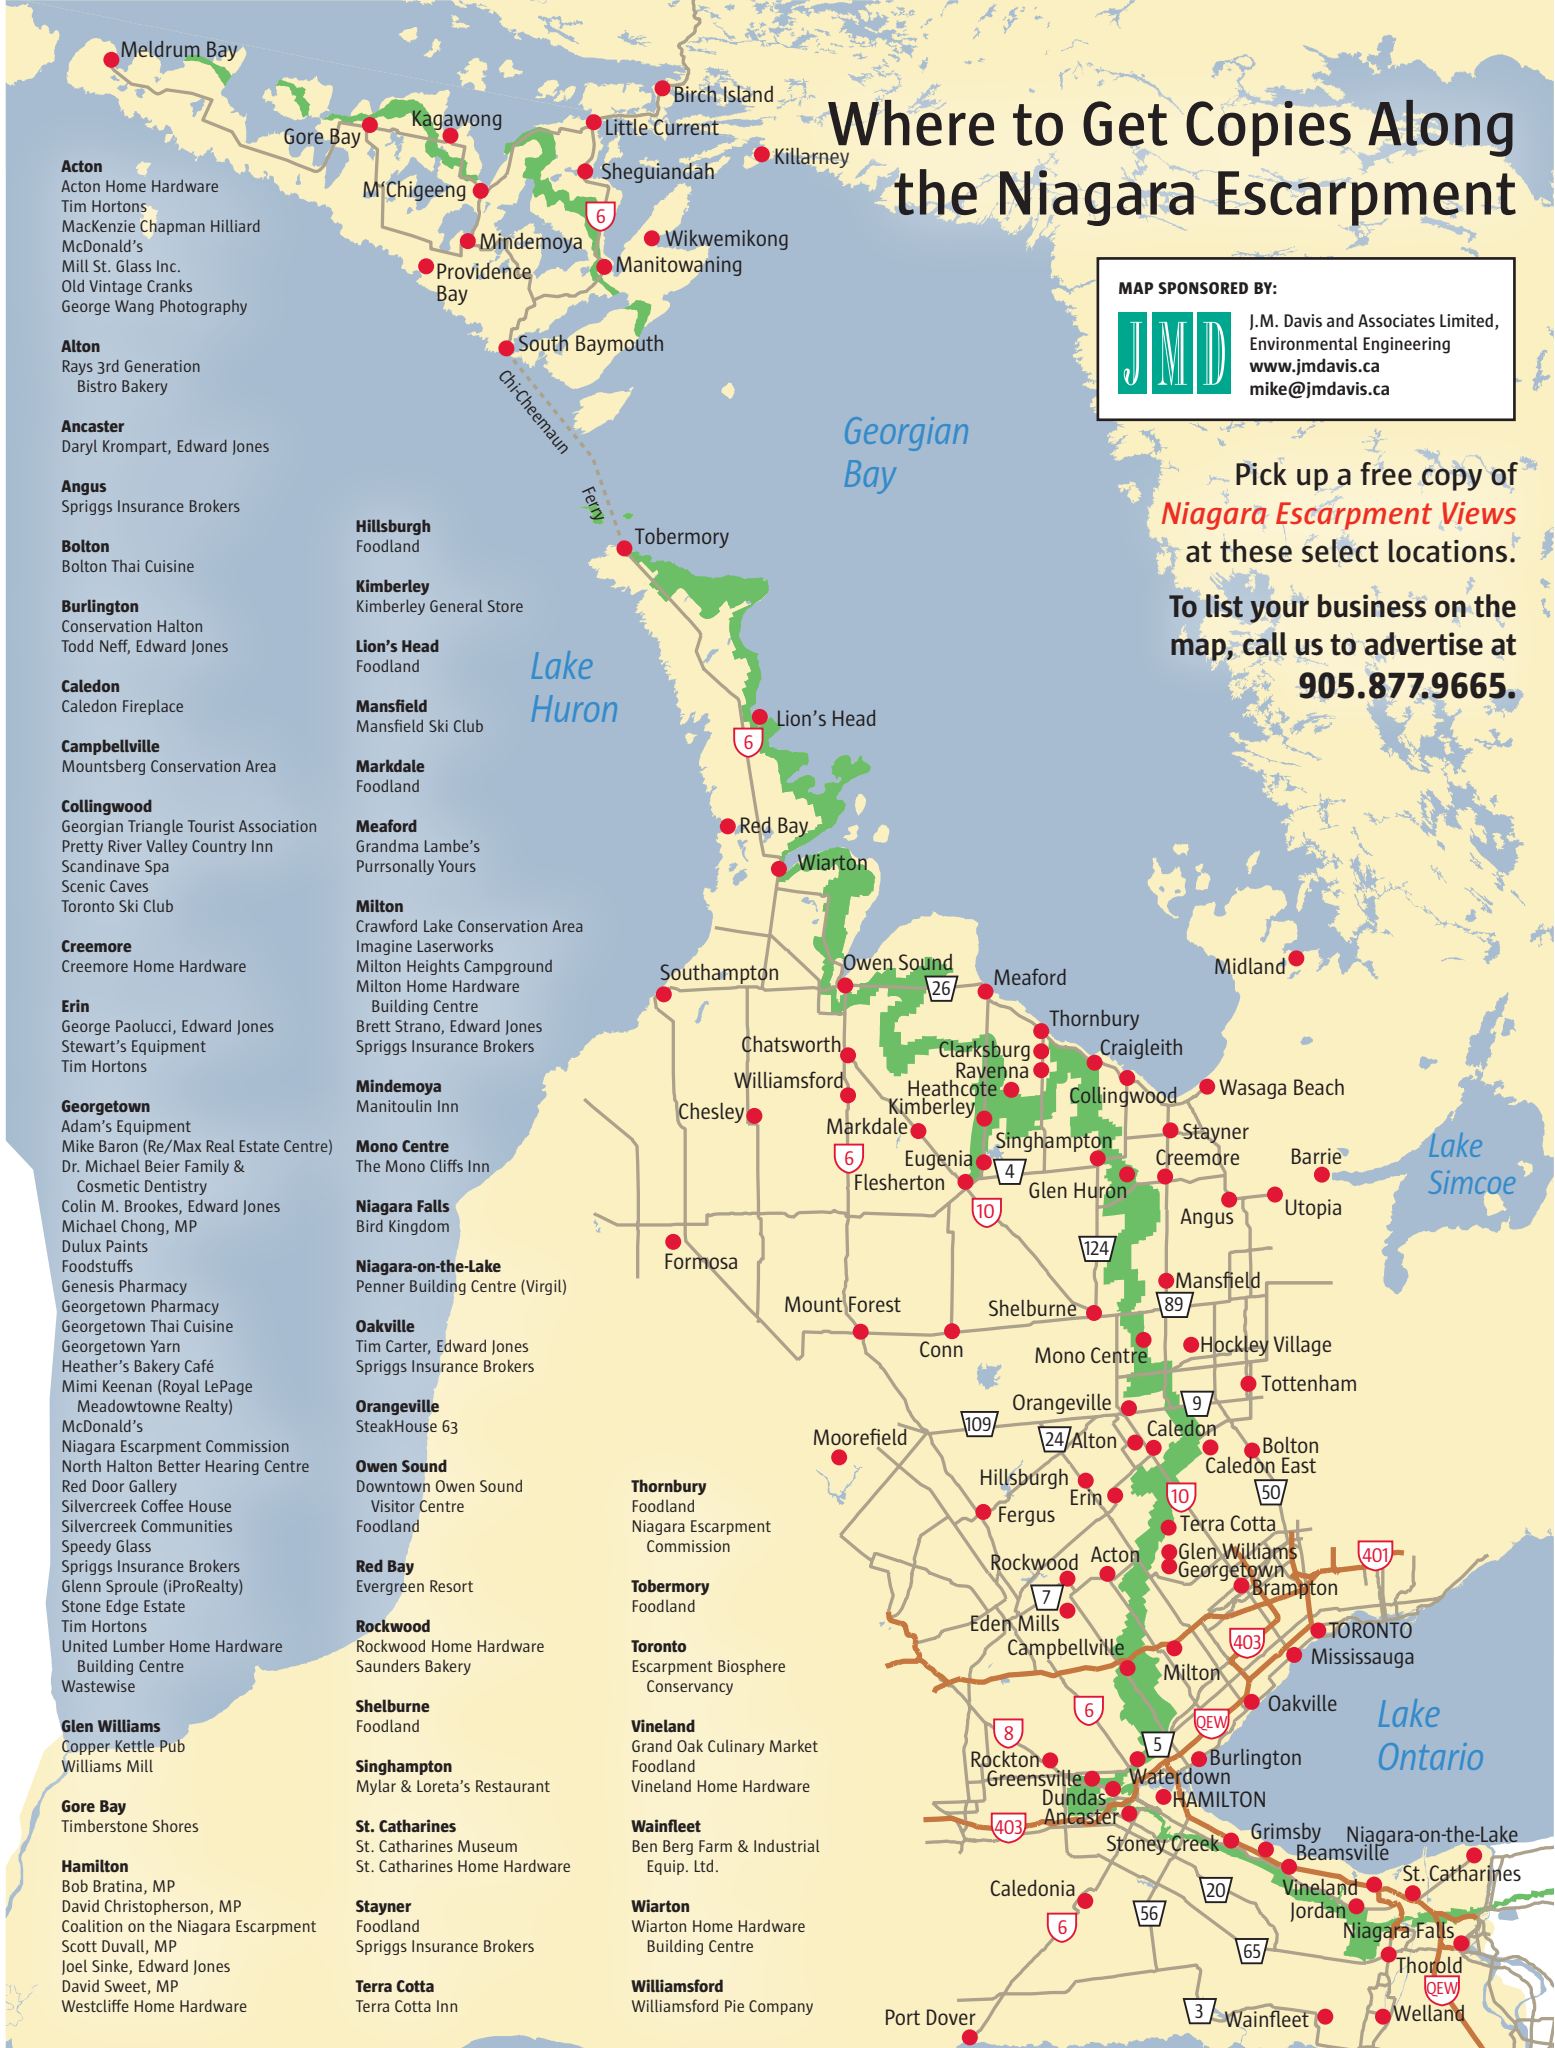 Where to Get Copies Along
the Niagara Escarpment
MAP SPONSORED BY:
JMD
J.M. Davis and Associates Limited,
Environmental Engineering
www.jmdavis.ca
mike@jmdavis.ca
Pick up a free copy of
Niagara Escarpment Views
at these select locations.
To list your business on the
map, call us to advertise at
905.877.9665.
Acton
Acton Home Hardware
Tim Hortons
MacKenzie Chapman Hilliard
McDonald's
Mill St. Glass Inc.
Old Vintage Cranks
George Wang Photography
Alton
Rays 3rd Generation
Bistro Bakery
Ancaster
Daryl Krompart, Edward Jones
Angus
Spriggs Insurance Brokers
Bolton
Bolton Thai Cuisine
Burlington
Conservation Halton
Todd Neff, Edward Jones
Caledon
Caledon Fireplace
Campbellville
Mountsberg Conservation Area
Collingwood
Georgian Triangle Tourist Association
Pretty River Valley Country Inn
Scandinave Spa
Scenic Caves
Toronto Ski Club
Creemore
Creemore Home Hardware
Erin
George Paolucci, Edward Jones
Stewart's Equipment
Tim Hortons
Georgetown
Adam's Equipment
Mike Baron (Re/Max Real Estate Centre)
Dr. Michael Beier Family &
Cosmetic Dentistry
Colin M. Brookes, Edward Jones
Michael Chong, MP
Dulux Paints
Foodstuffs
Genesis Pharmacy
Georgetown Pharmacy
Georgetown Thai Cuisine
Georgetown Yarn
Heather's Bakery Café
Mimi Keenan (Royal LePage
Meadowtowne Realty)
McDonald's
Niagara Escarpment Commission
North Halton Better Hearing Centre
Red Door Gallery
Silvercreek Coffee House
Silvercreek Communities
Speedy Glass
Spriggs Insurance Brokers
Glenn Sproule (iProRealty)
Stone Edge Estate
Tim Hortons
United Lumber Home Hardware
Building Centre
Wastewise
Glen Williams
Copper Kettle Pub
Williams Mill
Gore Bay
Timberstone Shores
Hamilton
Bob Bratina, MP
David Christopherson, MP
Coalition on the Niagara Escarpment
Scott Duvall, MP
Joel Sinke, Edward Jones
David Sweet, MP
Westcliffe Home Hardware
Hillsburgh
Foodland
Kimberley
Kimberley General Store
Lion's Head
Foodland
Mansfield
Mansfield Ski Club
Markdale
Foodland
Meaford
Grandma Lambe's
Purrsonally Yours
Milton
Crawford Lake Conservation Area
Imagine Laserworks
Milton Heights Campground
Milton Home Hardware
Building Centre
Brett Strano, Edward Jones
Spriggs Insurance Brokers
Mindemoya
Manitoulin Inn
Mono Centre
The Mono Cliffs Inn
Niagara Falls
Bird Kingdom
Niagara-on-the-Lake
Penner Building Centre (Virgil)
Oakville
Tim Carter, Edward Jones
Spriggs Insurance Brokers
Orangeville
SteakHouse 63
Owen Sound
Downtown Owen Sound
Visitor Centre
Foodland
Red Bay
Evergreen Resort
Rockwood
Rockwood Home Hardware
Saunders Bakery
Shelburne
Foodland
Singhampton
Mylar & Loreta's Restaurant
St. Catharines
St. Catharines Museum
St. Catharines Home Hardware
Stayner
Foodland
Spriggs Insurance Brokers
Terra Cotta
Terra Cotta Inn
Thornbury
Foodland
Niagara Escarpment
Commission
Tobermory
Foodland
Toronto
Escarpment Biosphere
Conservancy
Vineland
Grand Oak Culinary Market
Foodland
Vineland Home Hardware
Wainfleet
Ben Berg Farm & Industrial
Equip. Ltd.
Wiarton
Wiarton Home Hardware
Building Centre
Williamsford
Williamsford Pie Company
Meldrum Bay
Birch Island
Gore Bay
Kagawong
Little Current
Killarney
Sheguiandah
M'Chigeeng
6
Mindemoya
Wikwemikong
Manitowaning
Providence
Bay
South Baymouth
Chi-Cheemaun
Ferry
Georgian
Bay
Tobermory
Lake
Huron
Lion's Head
6
Red Bay
Wiarton
Southampton
Owen Sound
26
Meaford
Midland
Thornbury
Chatsworth
Clarksburg
Craigleith
Ravenna
Williamsford
Heathcote
Collingwood
Wasaga Beach
Chesley
Kimberley
Markdale
Singhampton
Stayner
6
Eugenia
4
Creemore
Barrie
Lake
Simcoe
Flesherton
Glen Huron
10
Angus
Utopia
124
Formosa
Mansfield
Mount Forest
Shelburne
89
Conn
Mono Centre
Hockley Village
Tottenham
Orangeville
9
109
24
Alton
Caledon
Moorefield
Bolton
Caledon East
Hillsburgh
Erin
10
50
Fergus
Terra Cotta
Rockwood
Acton
Glen Williams
401
Georgetown
Brampton
7
Eden Mills
TORONTO
Campbellville
403
Mississauga
Milton
Oakville
Lake
Ontario
6
QEW
8
5
Rockton
Burlington
Greensville
Waterdown
Dundas
HAMILTON
Ancaster
403
Stoney Creek
Grimsby
Niagara-on-the-Lake
Beamsville
St. Catharines
Caledonia
Vineland
20
Jordan
56
6
Niagara Falls
65
Thorold
QEW
Port Dover
3
Wainfleet
Welland